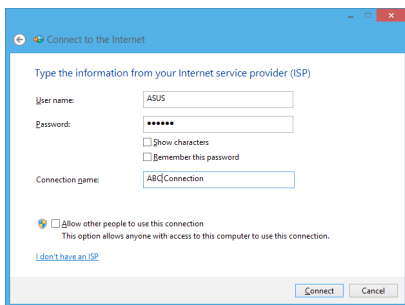 Connect to the Internet
Type the information from your Internet service provider (ISP)
User name: ASUS
Password: ••••••
Show characters
Remember this password
Connection name: ABCConnection
Allow other people to use this connection
This option allows anyone with access to this computer to use this connection.
I don't have an ISP
Connect Cancel